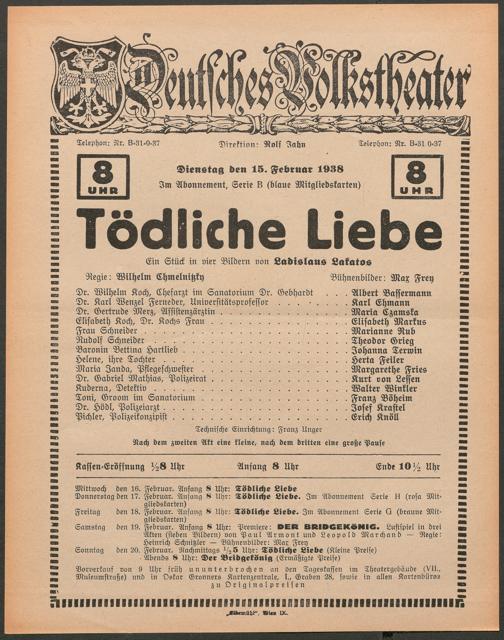 Deutsches Volkstheater
Telephon: Nr. B-31-0-37 Direktion: Rolf Jahn Telephon: Nr. B-31 0-37
8 UHR
Dienstag den 15. Februar 1938
Im Abonnement, Serie B (blaue Mitgliedskarten)
8 UHR
Tödliche Liebe
Ein Stück in vier Bildern von Ladislaus Lakatos
Regie: Wilhelm Chmelnitzky Bühnenbilder: Max Frey
Dr. Wilhelm Koch, Chefarzt im Sanatorium Dr. Gebhardt . . . Albert Bassermann
Dr. Karl Wenzel Ferneder, Universitätsprofessor . . . Karl Ehmann
Dr. Gertrude Merz, Assistenzärztin . . . Maria Czamska
Elisabeth Koch, Dr. Kochs Frau . . . Elisabeth Markus
Frau Schneider . . . Marianne Rub
Rudolf Schneider . . . Theodor Grieg
Baronin Bettina Hartlieb . . . Johanna Terwin
Helene, ihre Tochter . . . Herta Feiler
Maria Janda, Pflegeschwester . . . Margarethe Fries
Dr. Gabriel Mathias, Polizeirat . . . Kurt von Lessen
Kuderna, Detektiv . . . Walter Winkler
Toni, Groom im Sanatorium . . . Franz Böheim
Dr. Hödl, Polizeiarzt . . . Josef Krastel
Pichler, Polizeikonzipist . . . Erich Knöll
Technische Einrichtung: Franz Unger
Nach dem zweiten Akt eine kleine, nach dem dritten eine große Pause
Kassen-Eröffnung ½8 Uhr Anfang 8 Uhr Ende 10½ Uhr
Mittwoch den 16. Februar. Anfang 8 Uhr: Tödliche Liebe
Donnerstag den 17. Februar. Anfang 8 Uhr: Tödliche Liebe. Im Abonnement Serie H (rosa Mit-
gliedskarten)
Freitag den 18. Februar. Anfang 8 Uhr: Tödliche Liebe. Im Abonnement Serie G (braune Mit-
gliedskarten)
Samstag den 19. Februar. Anfang 8 Uhr: Premiere: DER BRIDGEKÖNIG. Lustspiel in drei
Akten (sieben Bildern) von Paul Armont und Leopold Marchand — Regie:
Heinrich Schnitzler — Bühnenbilder: Max Frey
Sonntag den 20. Februar. Nachmittags ½5 Uhr: Tödliche Liebe (Kleine Preise)
Abends 8 Uhr: Der Bridgekönig (Ermäßigte Preise)
Vorverkauf von 9 Uhr früh ununterbrochen an den Tageskassen im Theatergebäude (VII.,
Museumstraße) und in Oskar Gronners Kartenzentrale, I., Graben 28, sowie in allen Kartenbüros
zu Originalpreisen
„Elbemühl“, Wien IX.